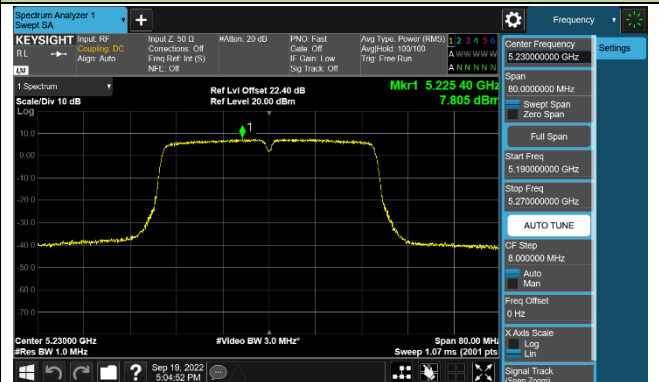 Spectrum Analyzer 1
Swept SA
+
Frequency
KEYSIGHT
RL
LXI
Input: RF
Coupling: DC
Align: Auto
Input Z: 50 Ω
Corrections: Off
Freq Ref: Int (S)
NFE: Off
#Atten: 20 dB
PNO: Fast
Gate: Off
IF Gain: Low
Sig Track: Off
Avg Type: Power (RMS)
Avg|Hold: 100/100
Trig: Free Run
1 2 3 4 5 6
A W W W W W
A N N N N N
1 Spectrum
Scale/Div 10 dB
Log
Ref Lvl Offset 22.40 dB
Ref Level 20.00 dBm
Mkr1 5.225 40 GHz
7.805 dBm
1
10.0
0.00
-10.0
-20.0
-30.0
-40.0
-50.0
-60.0
-70.0
Center 5.23000 GHz
#Res BW 1.0 MHz
#Video BW 3.0 MHz*
Span 80.00 MHz
Sweep 1.07 ms (2001 pts)
Sep 19, 2022
5:04:52 PM
Center Frequency
5.230000000 GHz
Span
80.0000000 MHz
Swept Span
Zero Span
Full Span
Start Freq
5.190000000 GHz
Stop Freq
5.270000000 GHz
AUTO TUNE
CF Step
8.000000 MHz
Auto
Man
Freq Offset
0 Hz
X Axis Scale
Log
Lin
Signal Track
(Span Zoom)
Settings